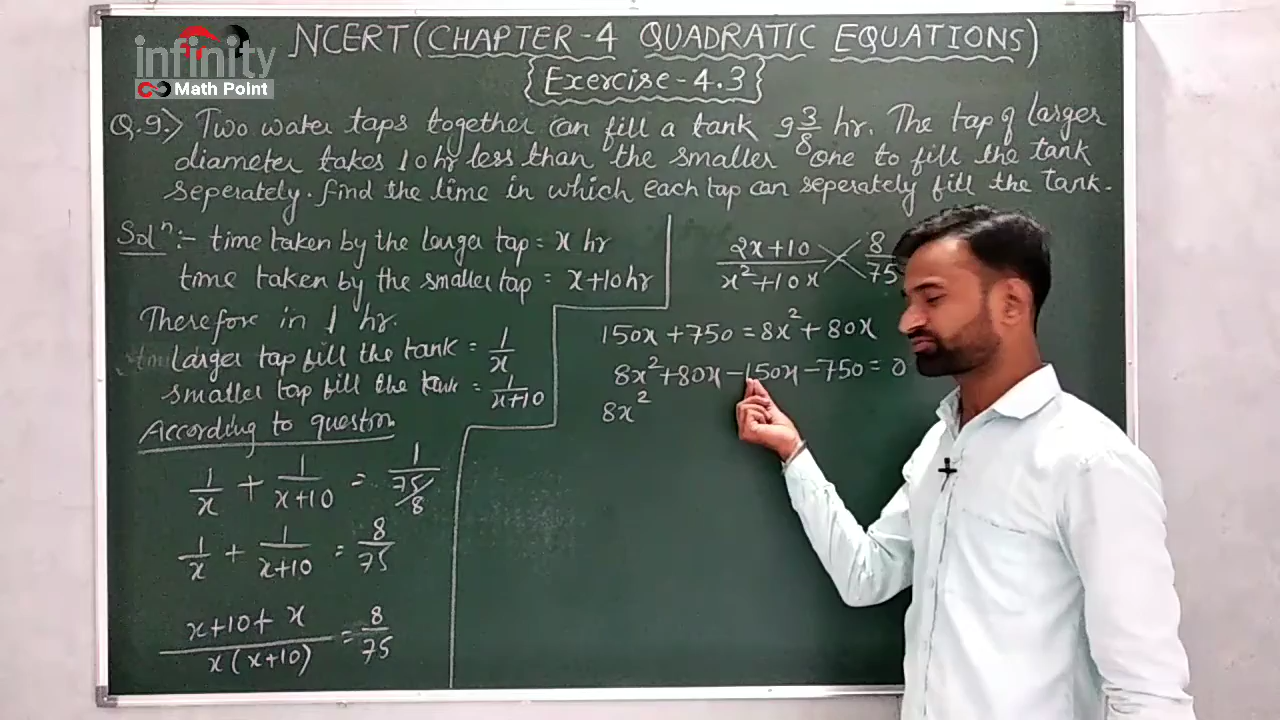 infinity
Math Point
NCERT (CHAPTER-4 QUADRATIC EQUATIONS)
{Exercise-4.3}
Q.9:> Two water taps together can fill a tank 9 3/8 hr. The tap of larger
diameter takes 10hr less than the smaller one to fill the tank
seperately. Find the time in which each tap can seperately fill the tank.
Solⁿ:- time taken by the larger tap = x hr
time taken by the smaller tap = x+10hr
Therefore in 1 hr.
larger tap fill the tank = 1/x
smaller tap fill the tank = 1/x+10
According to question
1/x + 1/x+10 = 1/75/8
1/x + 1/x+10 = 8/75
x+10+x/x(x+10) = 8/75
2x+10/x²+10x 8/75
150x+750 = 8x²+80x
8x²+80x-150x-750=0
8x²